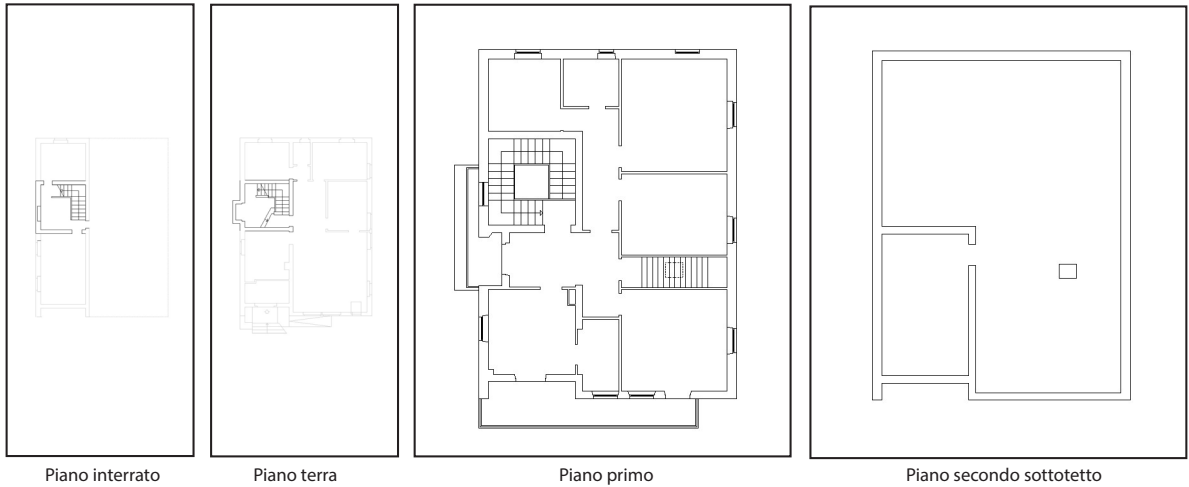 Piano interrato
Piano terra
Piano primo
Piano secondo sottotetto